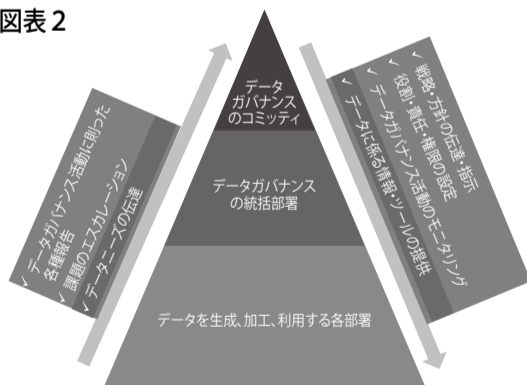 図表2
データ
ガバナンス
のコミッティ
データガバナンス
の統括部署
データを生成、加工、利用する各部署
✓ データガバナンス活動に則った
各種報告
✓ 課題のエスカレーション
✓ データニーズの伝達
✓ 戦略・方針の伝達・指示
✓ 役割・責任・権限の設定
✓ データガバナンス活動のモニタリング
✓ データに係る情報・ツールの提供